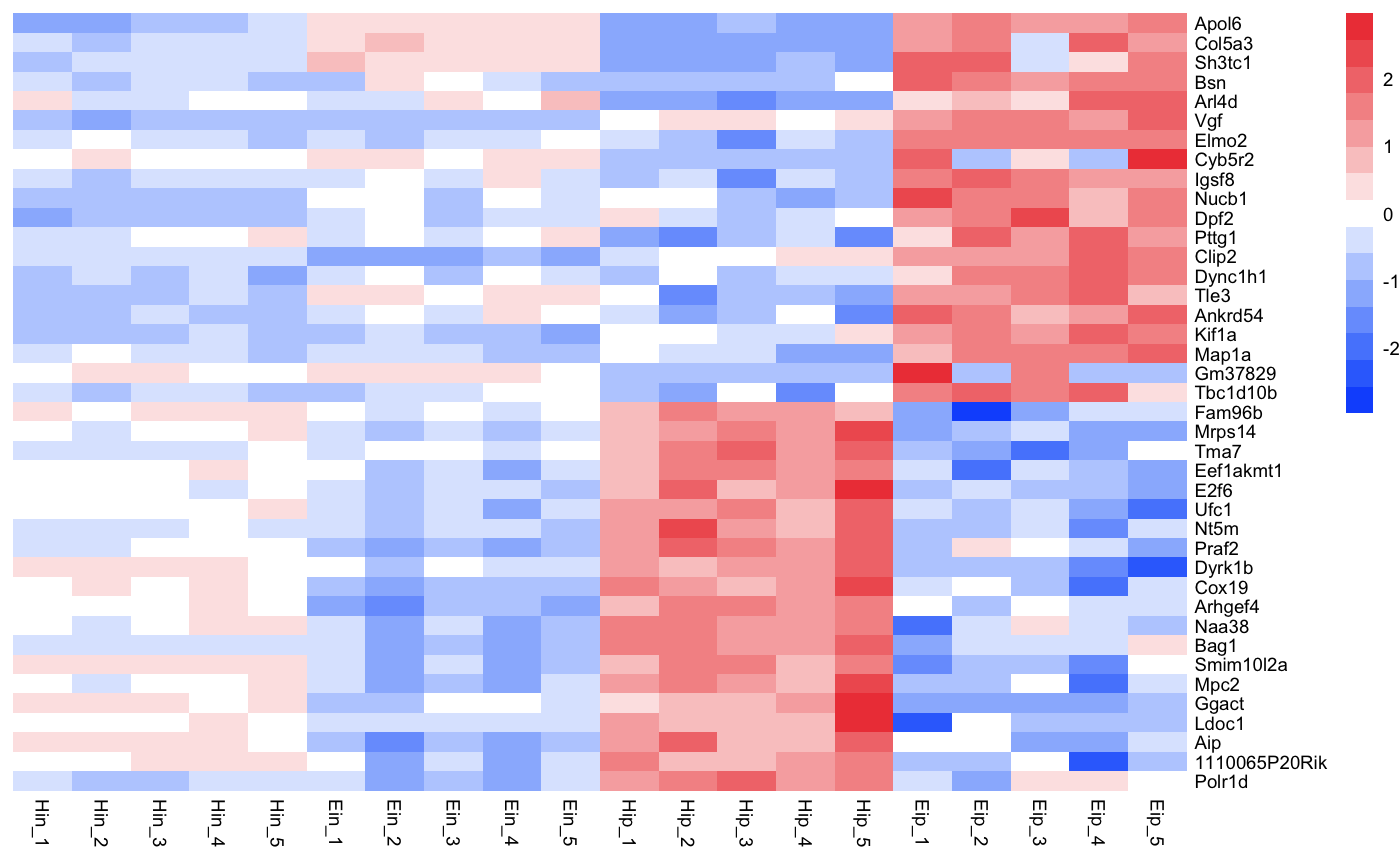 Apol6
Col5a3
Sh3tc1
Bsn
Arl4d
Vgf
Elmo2
Cyb5r2
Igsf8
Nucb1
Dpf2
Pttg1
Clip2
Dync1h1
Tle3
Ankrd54
Kif1a
Map1a
Gm37829
Tbc1d10b
Fam96b
Mrps14
Tma7
Eef1akmt1
E2f6
Ufc1
Nt5m
Praf2
Dyrk1b
Cox19
Arhgef4
Naa38
Bag1
Smim10l2a
Mpc2
Ggact
Ldoc1
Aip
1110065P20Rik
Polr1d
2
1
0
-1
-2
Hin_1
Hin_2
Hin_3
Hin_4
Hin_5
Ein_1
Ein_2
Ein_3
Ein_4
Ein_5
Hip_1
Hip_2
Hip_3
Hip_4
Hip_5
Eip_1
Eip_2
Eip_3
Eip_4
Eip_5